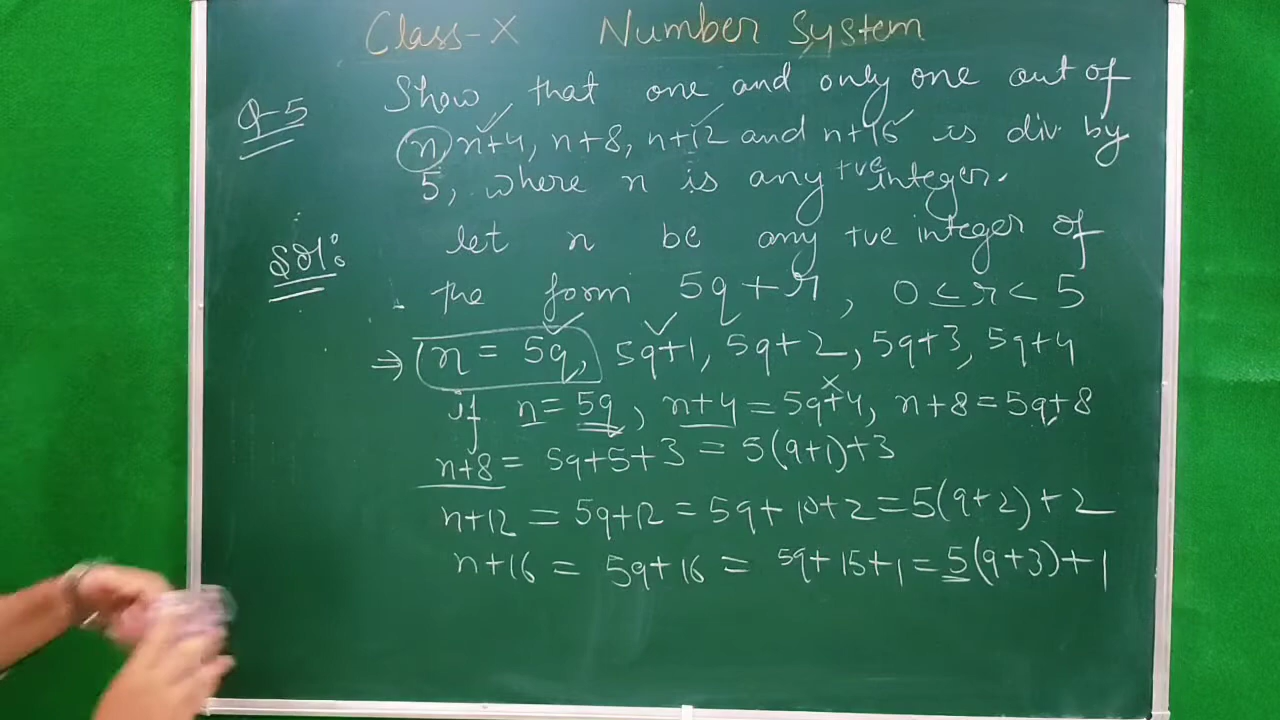 Class-X Number System
Q-5 Show that one and only one out of
n, n+4, n+8, n+12 and n+16 is div. by
5, where n is any +ve integer.
Sol: let n be any +ve integer of
the form 5q+r, 0 ≤ r < 5
⇒ n = 5q, 5q+1, 5q+2, 5q+3, 5q+4
if n = 5q, n+4 = 5q+4, n+8 = 5q+8
n+8 = 5q+5+3 = 5(q+1)+3
n+12 = 5q+12 = 5q+10+2 = 5(q+2)+2
n+16 = 5q+16 = 5q+15+1 = 5(q+3)+1